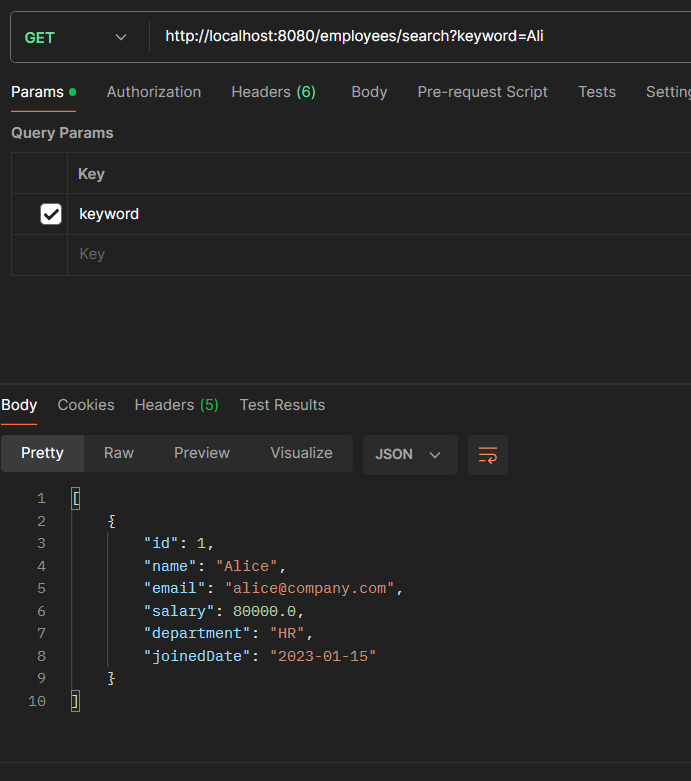 GET http://localhost:8080/employees/search?keyword=Ali
Params Authorization Headers (6) Body Pre-request Script Tests Setting
Query Params
Key
keyword
Key
Body Cookies Headers (5) Test Results
Pretty Raw Preview Visualize JSON
1 [
2 {
3 "id": 1,
4 "name": "Alice",
5 "email": "alice@company.com",
6 "salary": 80000.0,
7 "department": "HR",
8 "joinedDate": "2023-01-15"
9 }
10 ]